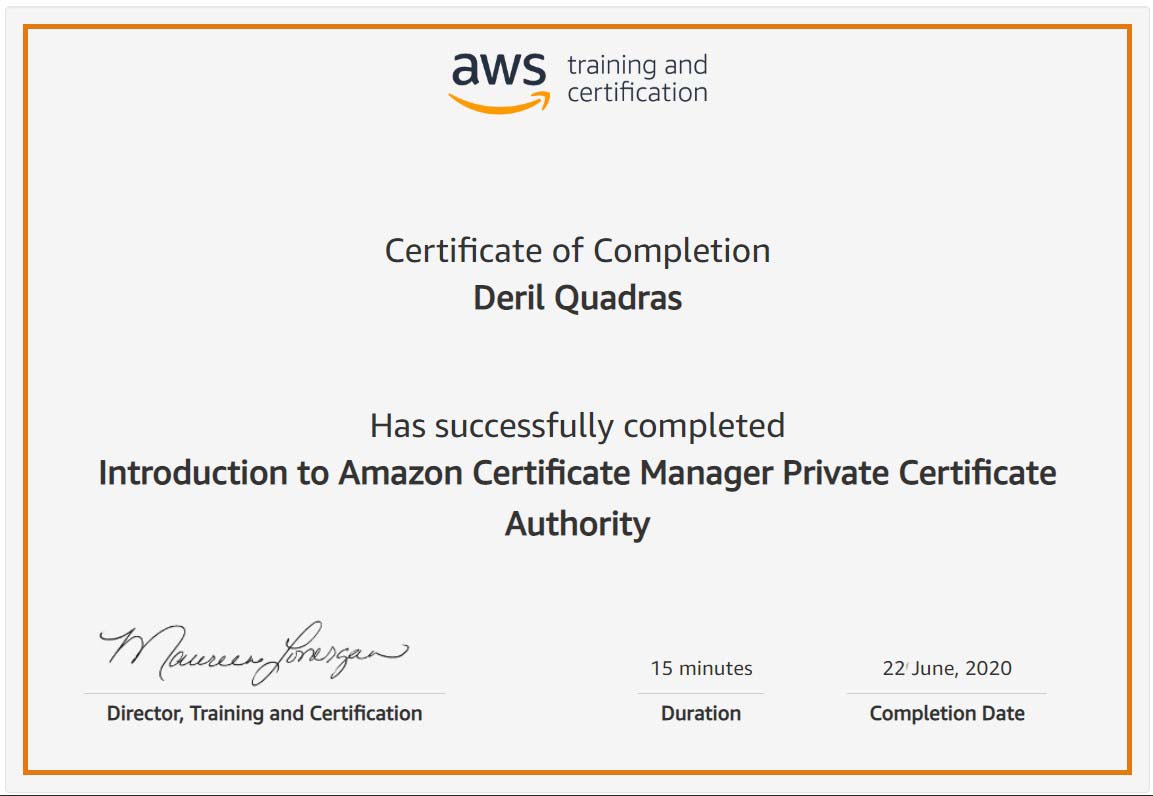 aws training and
certification
Certificate of Completion
Deril Quadras
Has successfully completed
Introduction to Amazon Certificate Manager Private Certificate
Authority
Maureen Lonergan
15 minutes
22 June, 2020
Director, Training and Certification
Duration
Completion Date